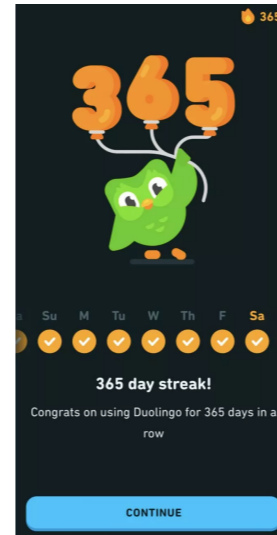 365
365
a Su M Tu W Th F Sa
365 day streak!
Congrats on using Duolingo for 365 days in a
row
CONTINUE